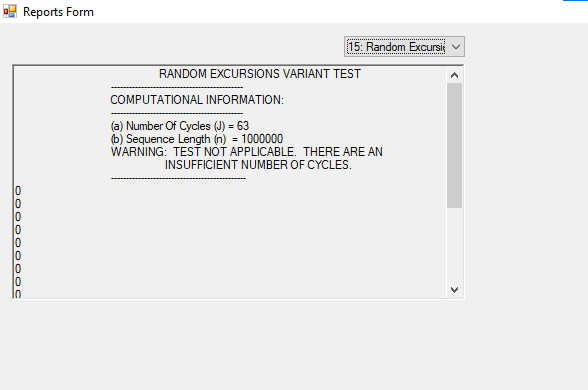 Reports Form
15: Random Excursi
RANDOM EXCURSIONS VARIANT TEST
--------------------------------------------
COMPUTATIONAL INFORMATION:
--------------------------------------------
(a) Number Of Cycles (J) = 63
(b) Sequence Length (n)  = 1000000
WARNING:  TEST NOT APPLICABLE.  THERE ARE AN
INSUFFICIENT NUMBER OF CYCLES.
---------------------------------------------
0
0
0
0
0
0
0
0
0